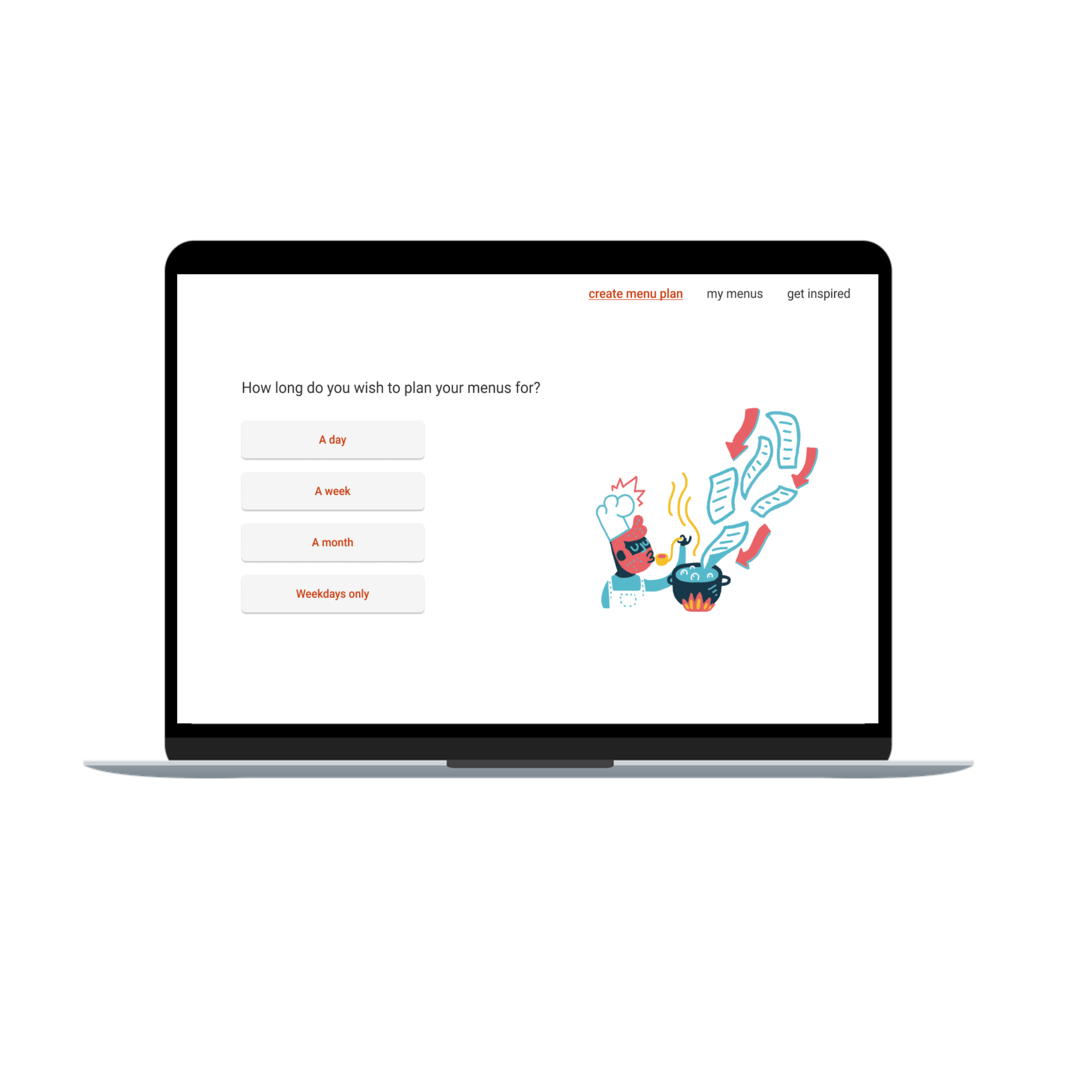 create menu plan my menus get inspired
How long do you wish to plan your menus for?
A day
A week
A month
Weekdays only